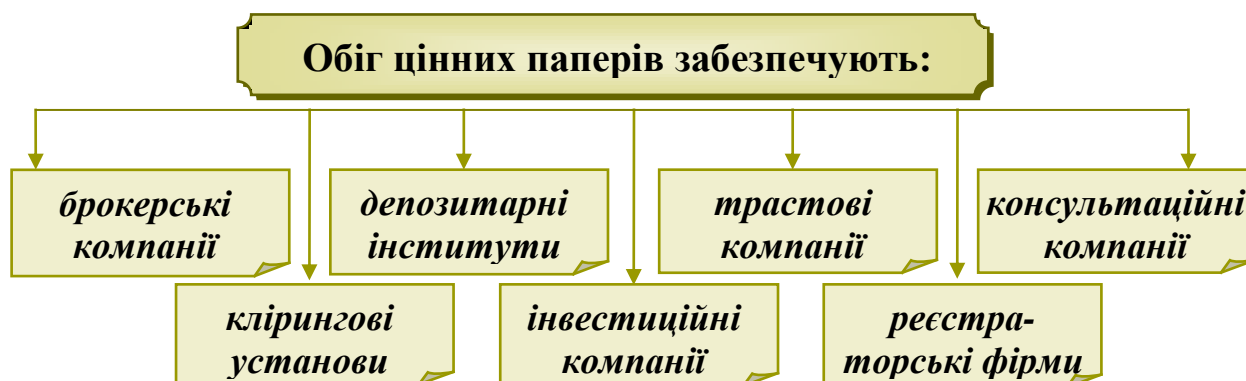 Обіг цінних паперів забезпечують:
брокерські
компанії
депозитарні
інститути
трастові
компанії
консультаційні
компанії
клірингові
установи
інвестиційні
компанії
реєстра-
торські фірми